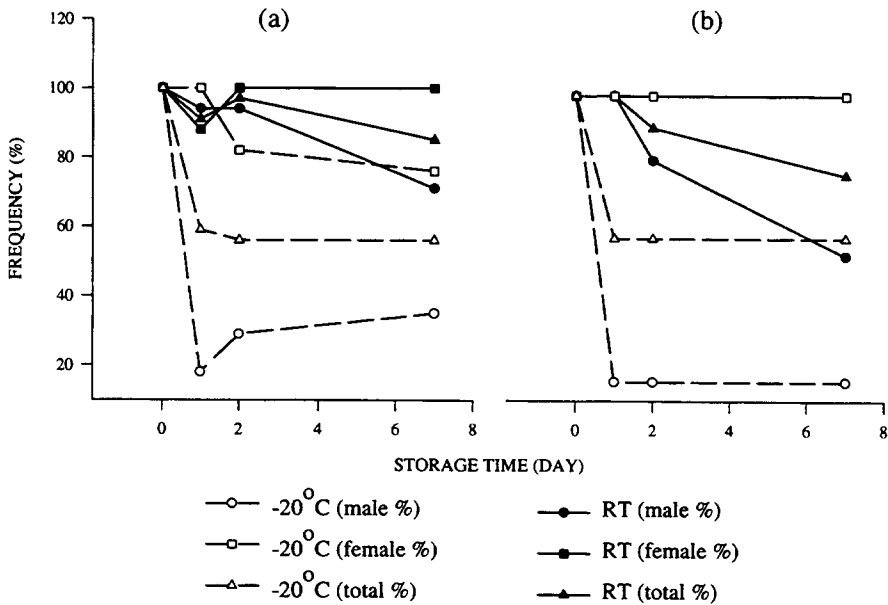 (a) (b)
120
100
80
60
40
20
FREQUENCY (%)
0 2 4 6 8 0 2 4 6 8
STORAGE TIME (DAY)
-20°C (male %) RT (male %)
-20°C (female %) RT (female %)
-20°C (total %) RT (total %)